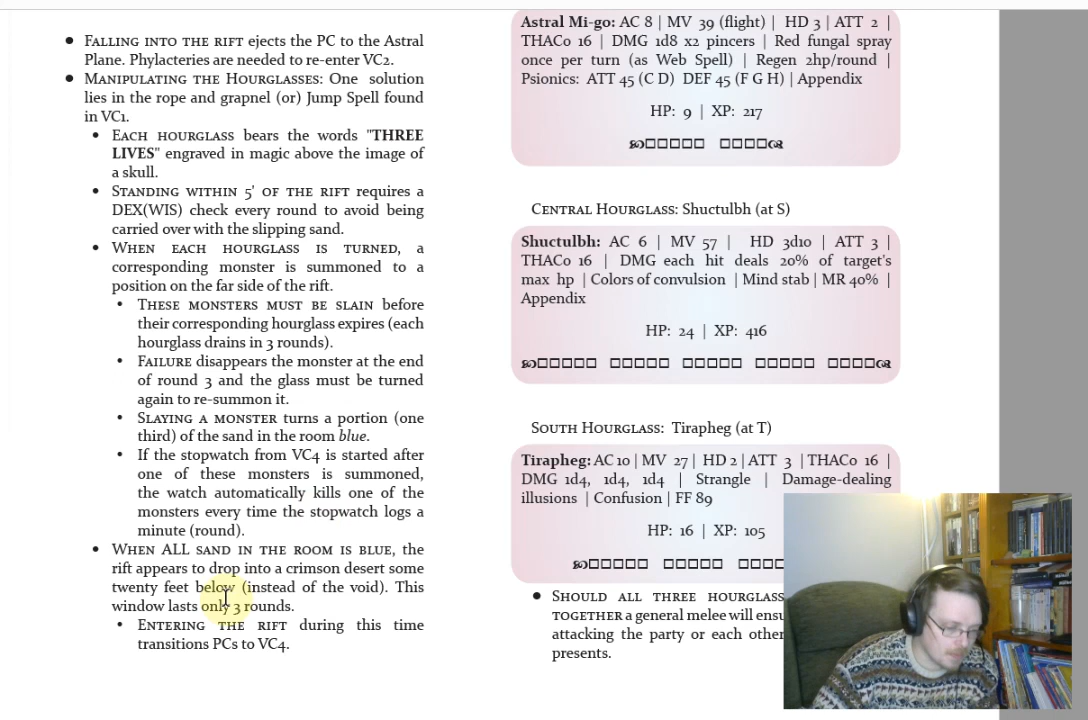 • Falling into the rift ejects the PC to the Astral
Plane. Phylacteries are needed to re-enter VC2.
• Manipulating the Hourglasses: One solution
lies in the rope and grapnel (or) Jump Spell found
in VC1.
• Each hourglass bears the words "THREE
LIVES" engraved in magic above the image of
a skull.
• Standing within 5' of the rift requires a
DEX(WIS) check every round to avoid being
carried over with the slipping sand.
• When each hourglass is turned, a
corresponding monster is summoned to a
position on the far side of the rift.
• These monsters must be slain before
their corresponding hourglass expires (each
hourglass drains in 3 rounds).
• Failure disappears the monster at the end
of round 3 and the glass must be turned
again to re-summon it.
• Slaying a monster turns a portion (one
third) of the sand in the room blue.
• If the stopwatch from VC4 is started after
one of these monsters is summoned,
the watch automatically kills one of the
monsters every time the stopwatch logs a
minute (round).
• When ALL sand in the room is blue, the
rift appears to drop into a crimson desert some
twenty feet below (instead of the void). This
window lasts only 3 rounds.
• Entering the rift during this time
transitions PCs to VC4.
Astral Mi-go: AC 8 | MV 39 (flight) | HD 3 | ATT 2 |
THAC0 16 | DMG 1d8 x2 pincers | Red fungal spray
once per turn (as Web Spell) | Regen 2hp/round |
Psionics: ATT 45 (C D) DEF 45 (F G H) | Appendix
HP: 9 | XP: 217
Central Hourglass: Shuctulbh (at S)
Shuctulbh: AC 6 | MV 57 | HD 3d10 | ATT 3 |
THAC0 16 | DMG each hit deals 20% of target's
max hp | Colors of convulsion | Mind stab | MR 40% |
Appendix
HP: 24 | XP: 416
South Hourglass: Tirapheg (at T)
Tirapheg: AC 10 | MV 27 | HD 2 | ATT 3 | THAC0 16 |
DMG 1d4, 1d4, 1d4 | Strangle | Damage-dealing
illusions | Confusion | FF 89
HP: 16 | XP: 105
• Should all three hourglass
together a general melee will ensu
attacking the party or each other
presents.